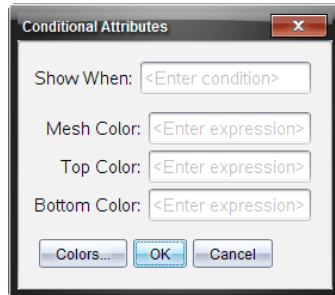 Conditional Attributes
Show When: <Enter condition>
Mesh Color: <Enter expression>
Top Color: <Enter expression>
Bottom Color: <Enter expression>
Colors... OK Cancel